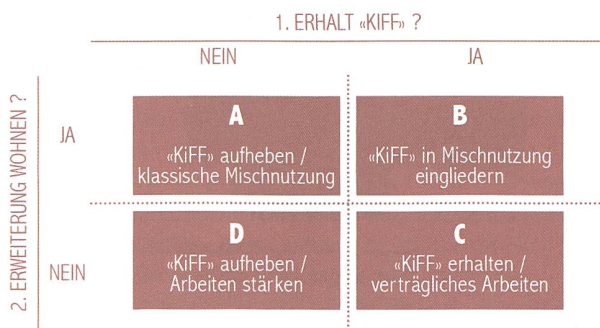 1. ERHALT «KIFF» ?
NEIN
JA
2. ERWEITERUNG WOHNEN ?
JA
A
«KiFF» aufheben /
klassische Mischnutzung
B
«KiFF» in Mischnutzung
eingliedern
NEIN
D
«KiFF» aufheben /
Arbeiten stärken
C
«KiFF» erhalten /
verträgliches Arbeiten